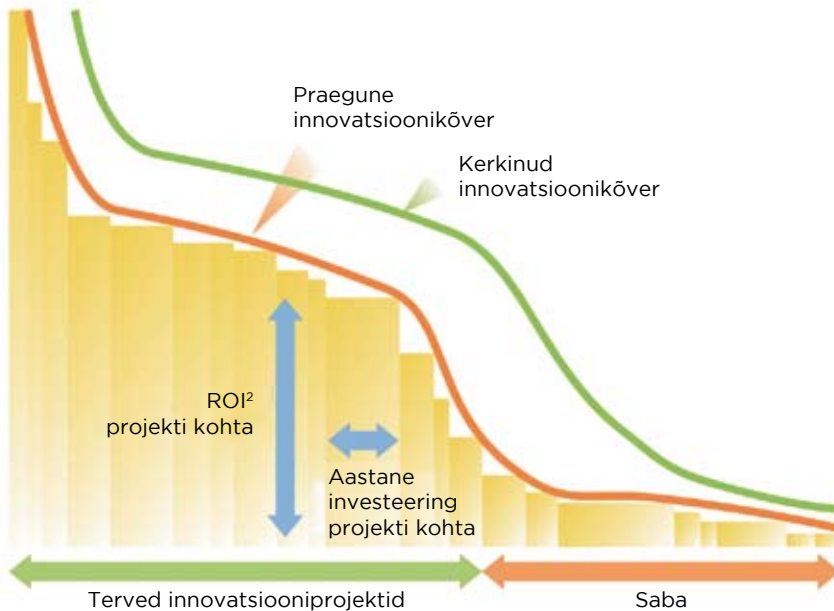 Praegune
innovatsioonikõver
Kerkinud
innovatsioonikõver
ROI²
projekti kohta
Aastane
investeering
projekti kohta
Terved innovatsiooniprojektid
Saba